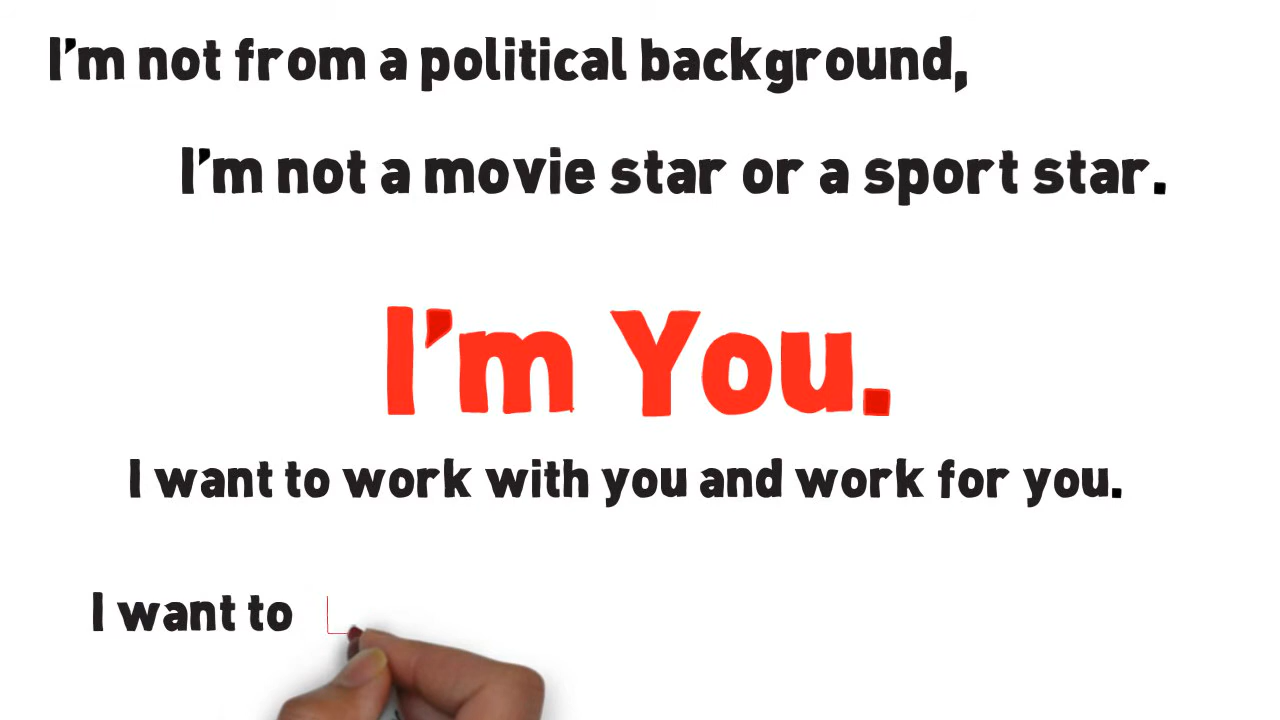 I'm not from a political background,
I'm not a movie star or a sport star.
I'm You.
I want to work with you and work for you.
I want to